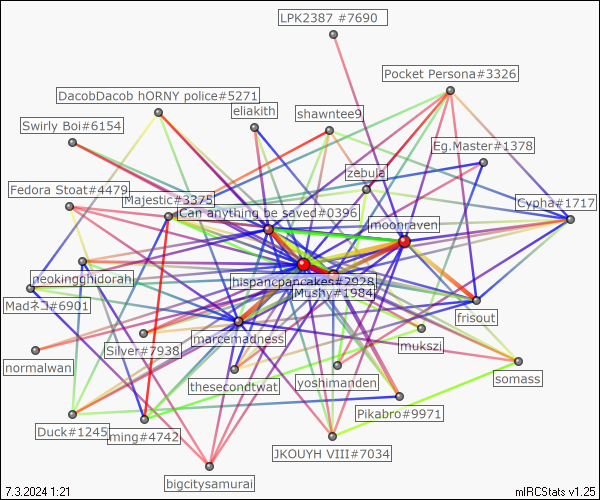 LPK2387 #7690
Pocket Persona#3326
DacobDacob hORNY police#5271
eliakith
shawntee9
Swirly Boi#6154
Eg.Master#1378
zebula
Fedora Stoat#4479
Majestic#3375
Cypha#1717
Can anything be saved#0396
jmoonraven
neokingghidorah
hispancpancakes#2928
Mushy#1984
Madネコ#6901
frisout
marcemadness
mukszi
Silver#7938
normalwan
thesecondtwat
yoshimanden
somass
Pikabro#9971
Duck#1245
ming#4742
JKOUYH VIII#7034
bigcitysamurai
7.3.2024 1:21
mIRCStats v1.25